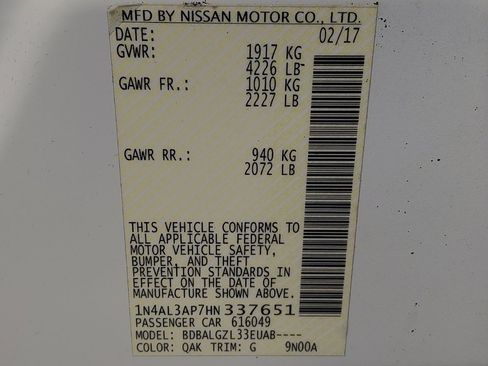 MFD BY NISSAN MOTOR CO., LTD.
DATE: 02/17
GVWR: 1917 KG
4226 LB
GAWR FR.: 1010 KG
2227 LB
GAWR RR.: 940 KG
2072 LB
THIS VEHICLE CONFORMS TO
ALL APPLICABLE FEDERAL
MOTOR VEHICLE SAFETY,
BUMPER, AND THEFT
PREVENTION STANDARDS IN
EFFECT ON THE DATE OF
MANUFACTURE SHOWN ABOVE.
1N4AL3AP7HN 337651
PASSENGER CAR 616049
MODEL: BDBALGZL33EUAB----
COLOR: QAK TRIM: G 9N00A